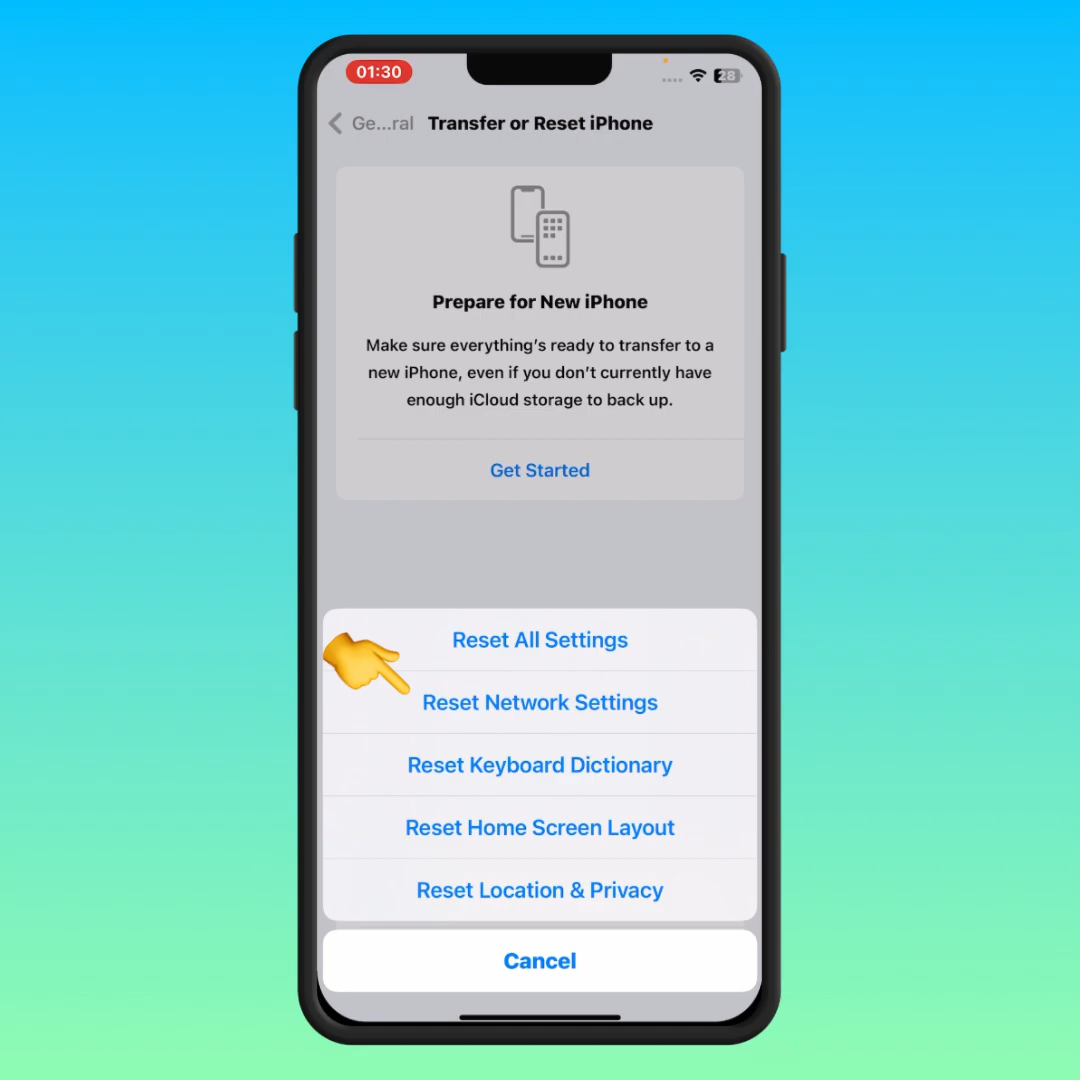 01:30
28
Ge...ral Transfer or Reset iPhone
Prepare for New iPhone
Make sure everything's ready to transfer to a
new iPhone, even if you don't currently have
enough iCloud storage to back up.
Get Started
Reset All Settings
Reset Network Settings
Reset Keyboard Dictionary
Reset Home Screen Layout
Reset Location & Privacy
Cancel